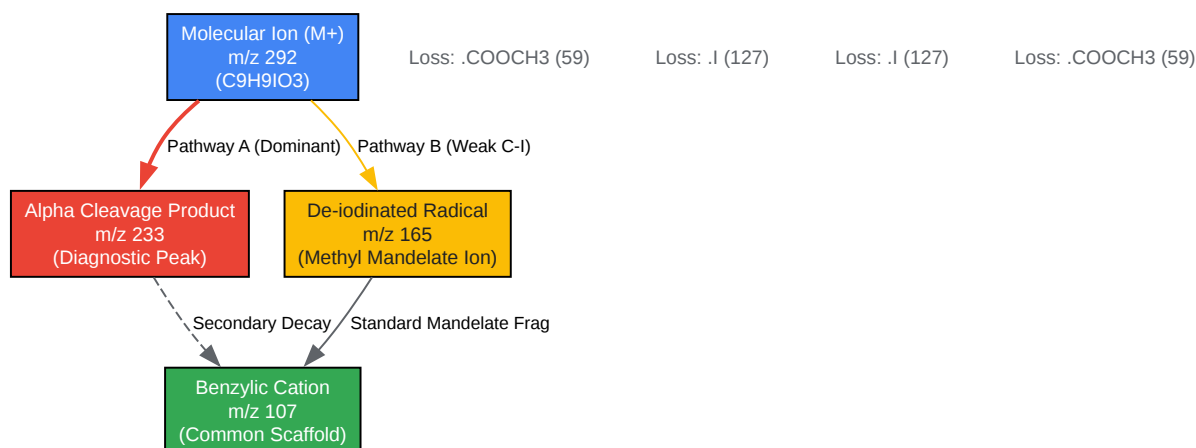 Molecular Ion (M+)
m/z 292
(C9H9IO3)
Loss: .COOCH3 (59)
Loss: .I (127)
Loss: .I (127)
Loss: .COOCH3 (59)
Pathway A (Dominant)
Pathway B (Weak C-I)
Alpha Cleavage Product
m/z 233
(Diagnostic Peak)
De-iodinated Radical
m/z 165
(Methyl Mandelate Ion)
Secondary Decay
Standard Mandelate Frag
Benzylic Cation
m/z 107
(Common Scaffold)